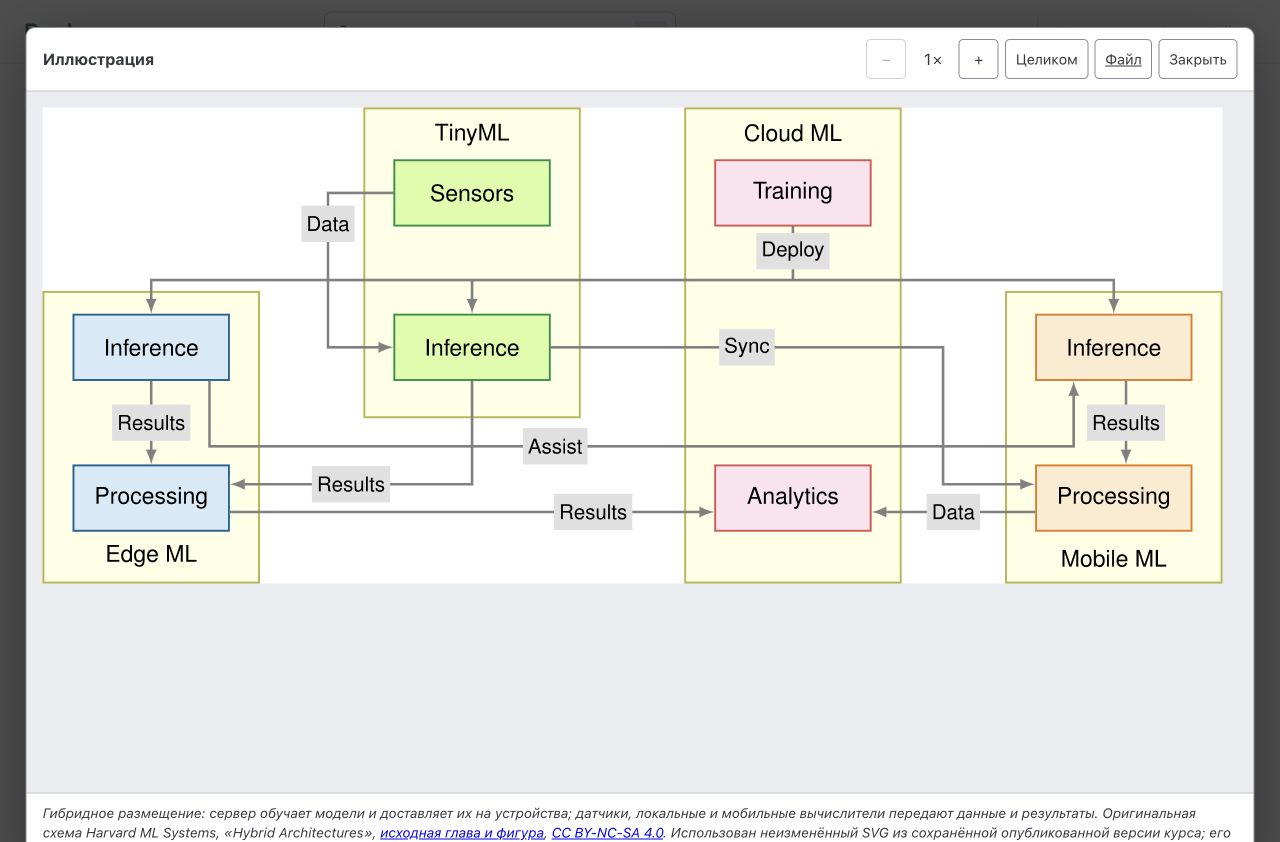 Иллюстрация
−
1×
+
Целиком
Файл
Закрыть
TinyML
Cloud ML
Sensors
Training
Data
Deploy
Inference
Inference
Sync
Inference
Results
Results
Assist
Processing
Results
Analytics
Processing
Results
Data
Edge ML
Mobile ML
Гибридное размещение: сервер обучает модели и доставляет их на устройства; датчики, локальные и мобильные вычислители передают данные и результаты. Оригинальная
схема Harvard ML Systems, «Hybrid Architectures», исходная глава и фигура, CC BY-NC-SA 4.0. Использован неизменённый SVG из сохранённой опубликованной версии курса; его